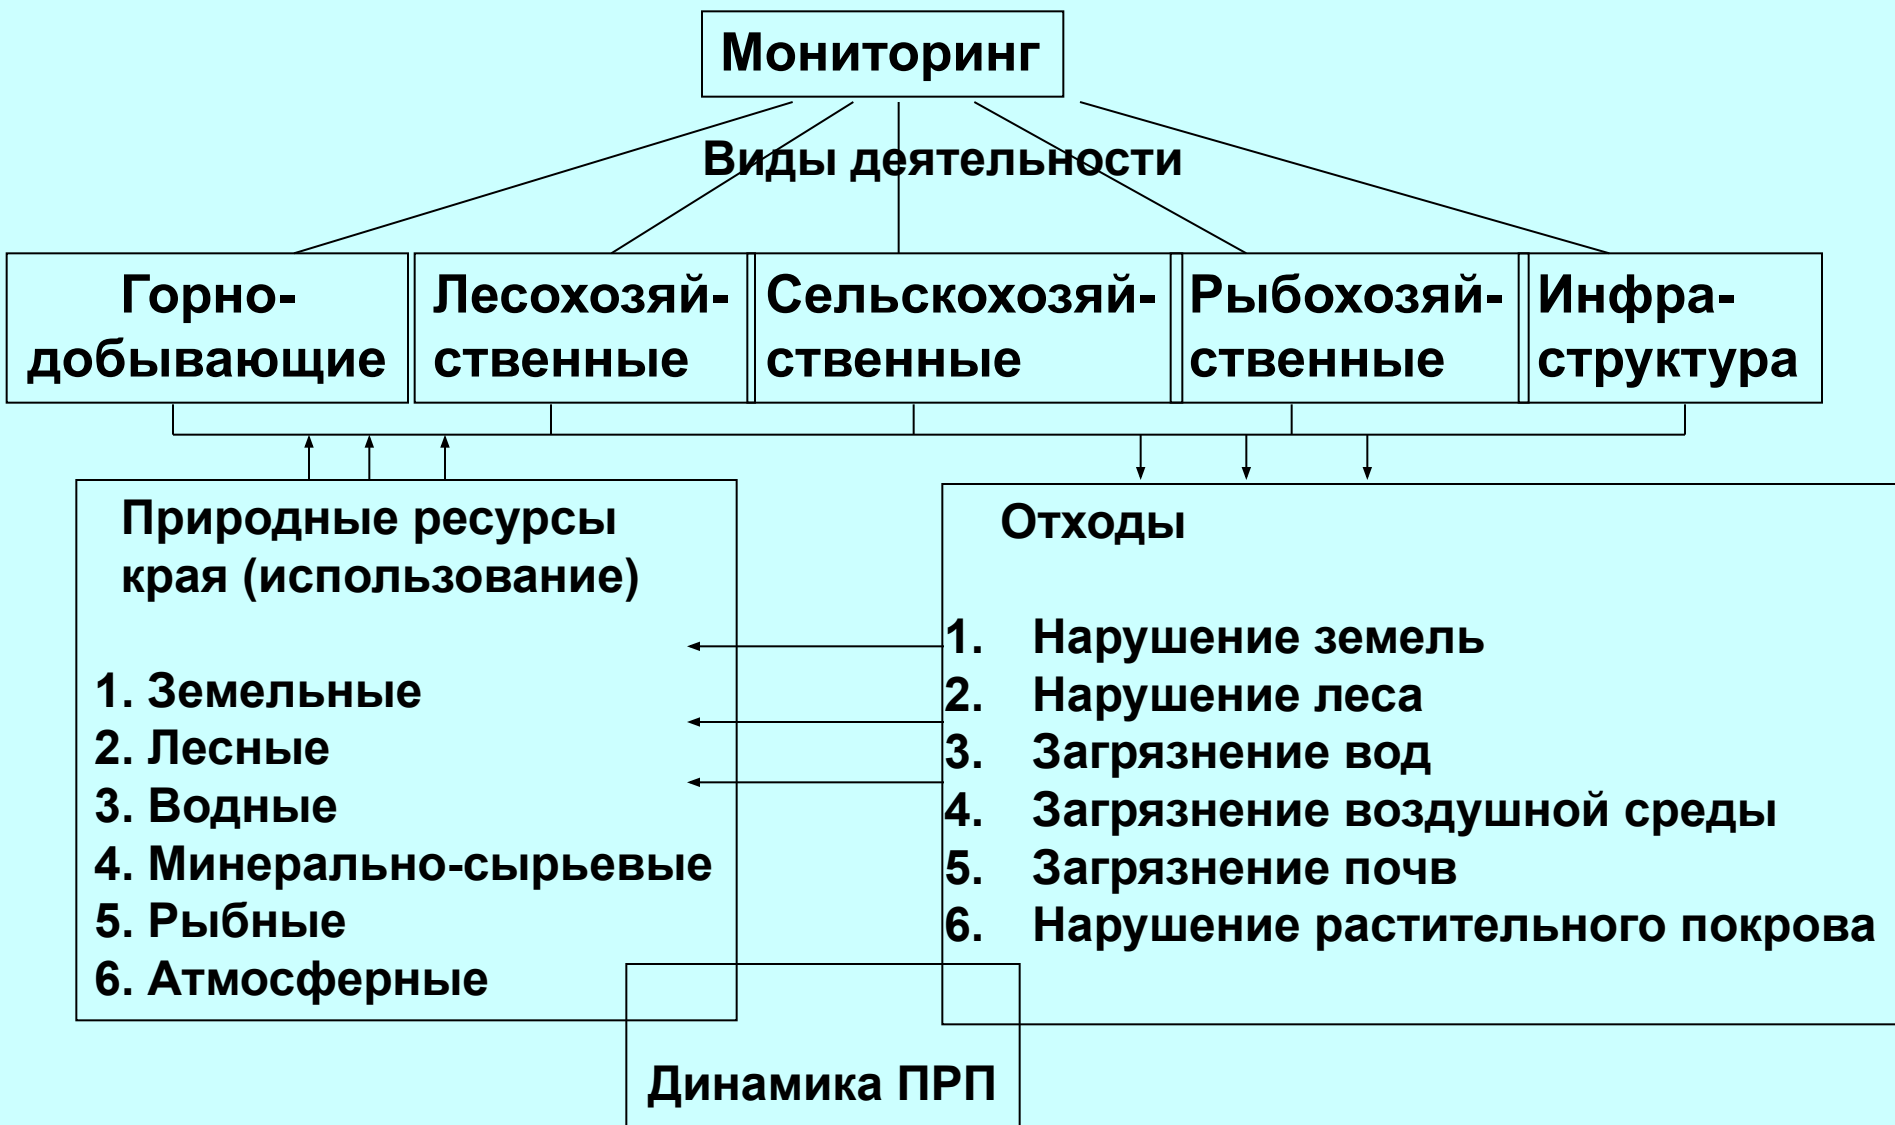 Мониторинг
Виды деятельности
Горно-
добывающие
Лесохозяй-
ственные
Сельскохозяй-
ственные
Рыбохозяй-
ственные
Инфра-
структура
Природные ресурсы
края (использование)
1. Земельные
2. Лесные
3. Водные
4. Минерально-сырьевые
5. Рыбные
6. Атмосферные
Отходы
1. Нарушение земель
2. Нарушение леса
3. Загрязнение вод
4. Загрязнение воздушной среды
5. Загрязнение почв
6. Нарушение растительного покрова
Динамика ПРП